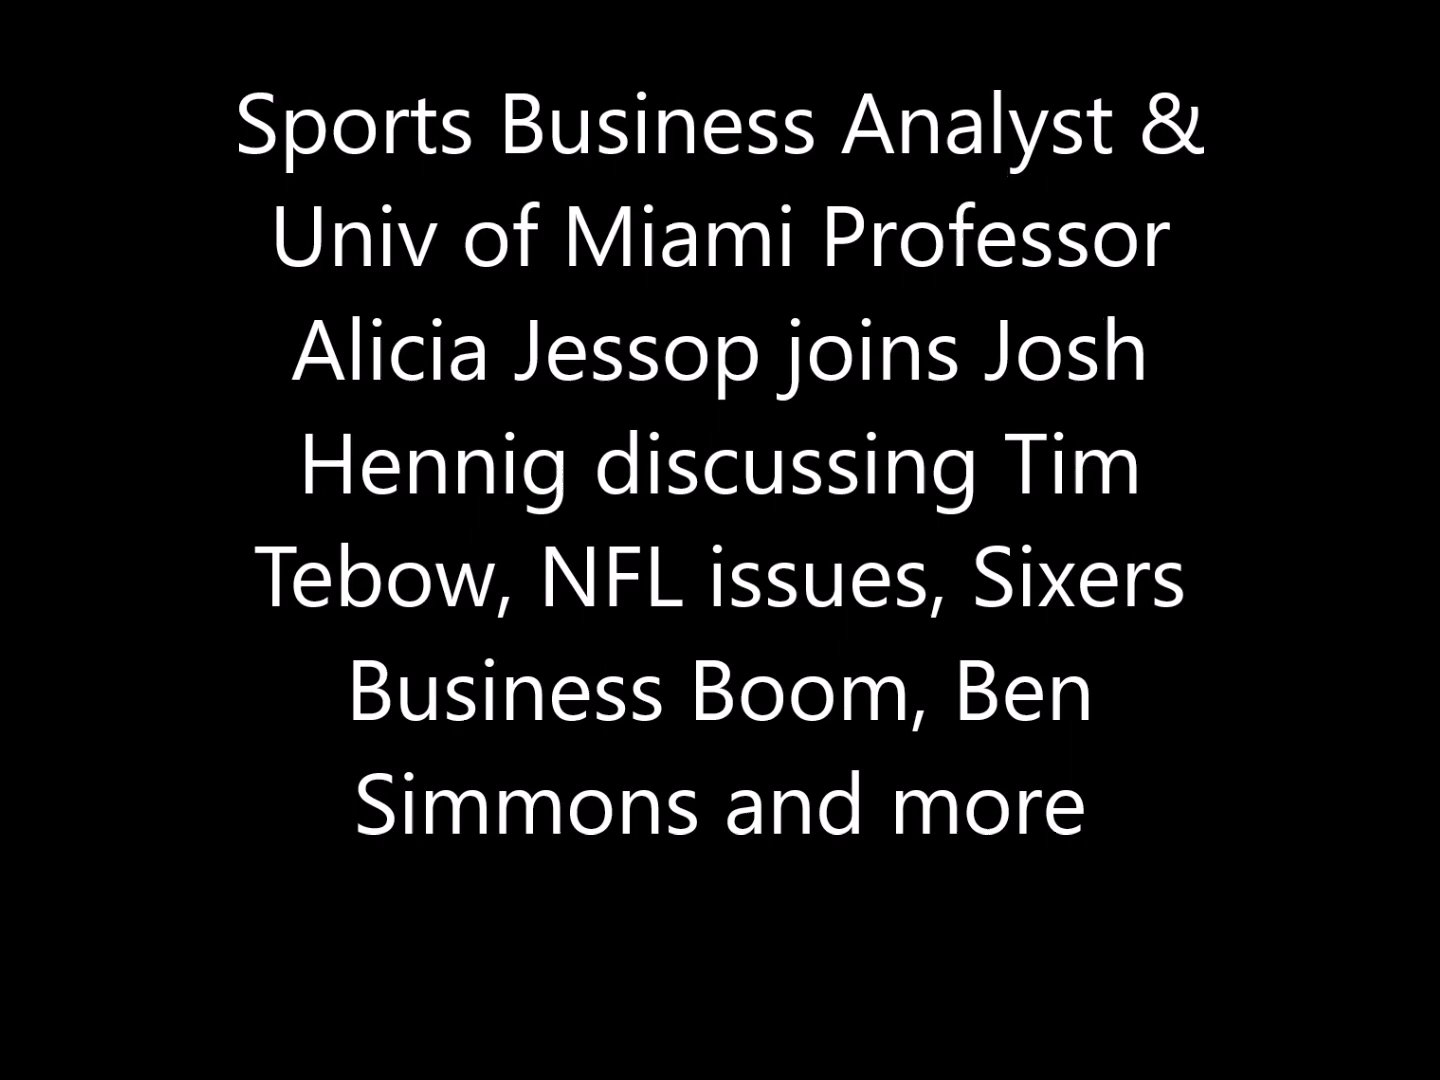 Sports Business Analyst &
Univ of Miami Professor
Alicia Jessop joins Josh
Hennig discussing Tim
Tebow, NFL issues, Sixers
Business Boom, Ben
Simmons and more